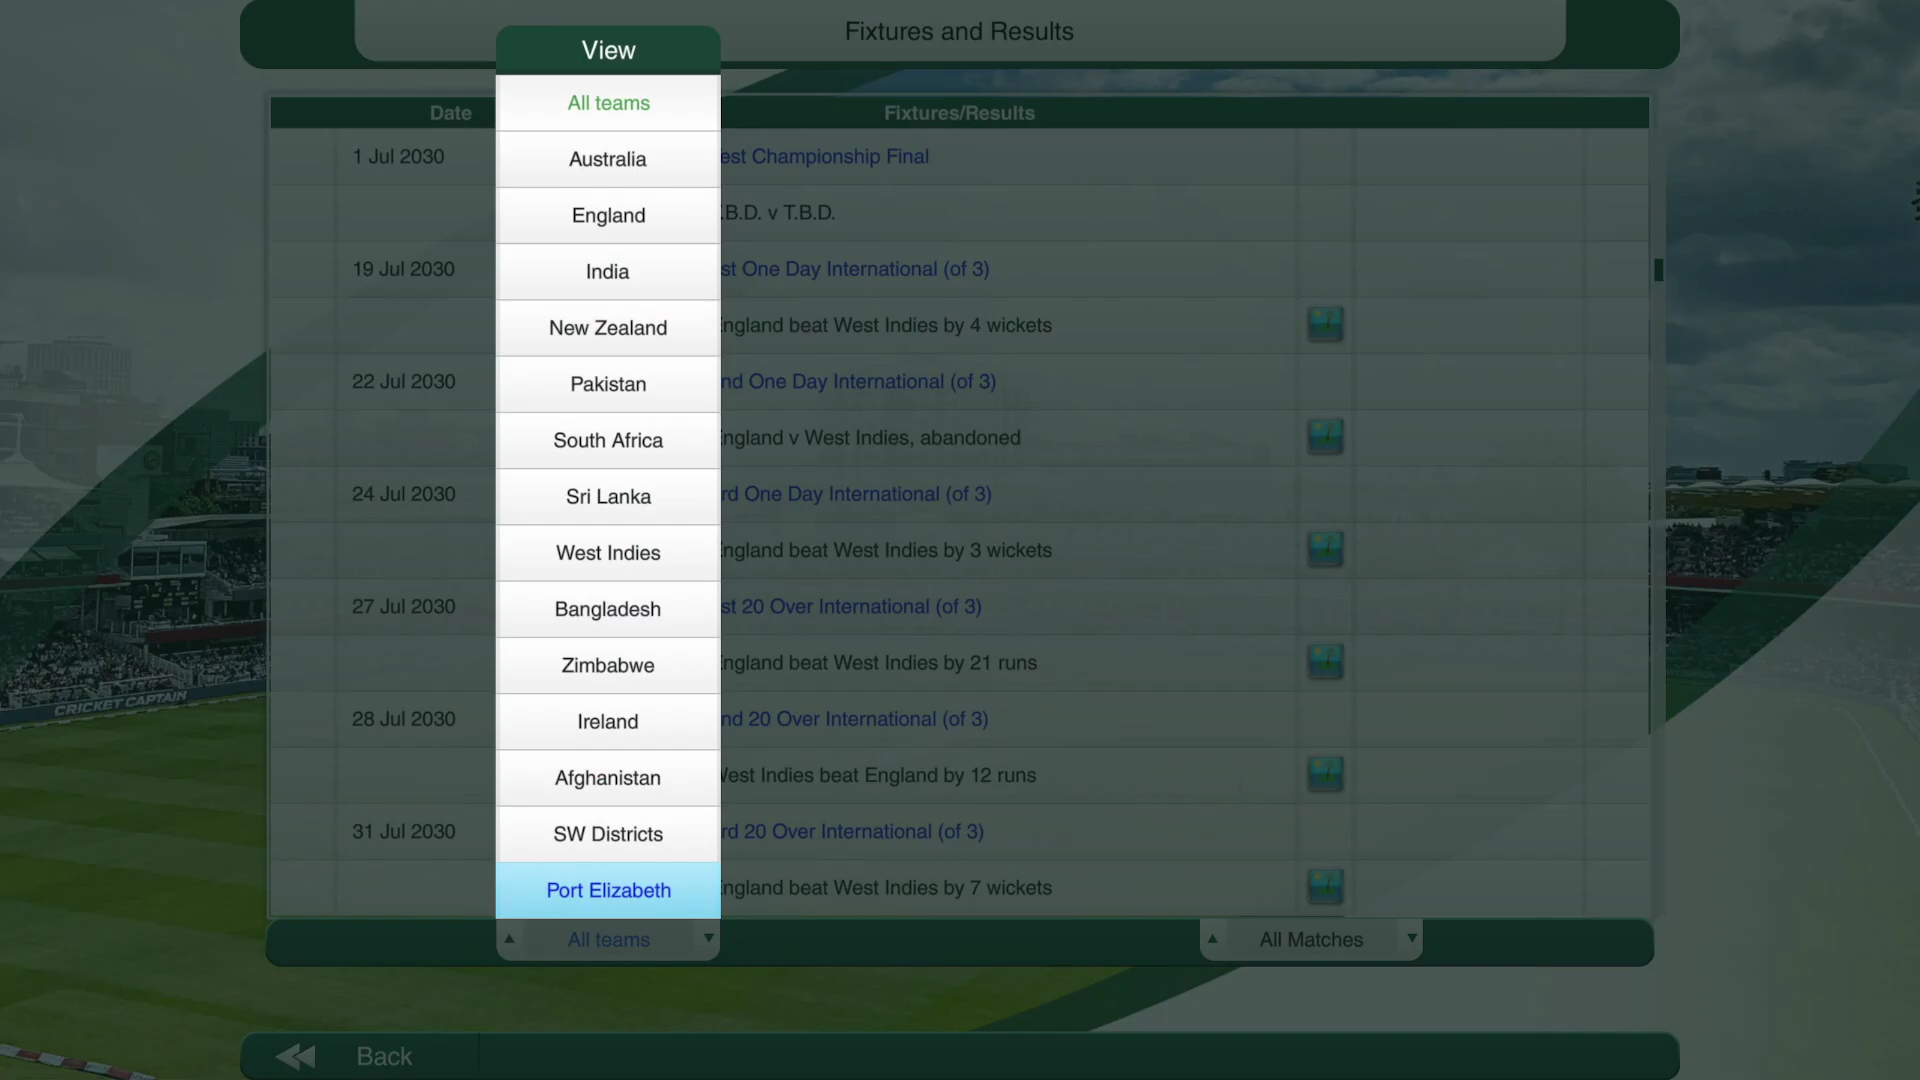 Fixtures and Results
View
All teams
Australia
England
India
New Zealand
Pakistan
South Africa
Sri Lanka
West Indies
Bangladesh
Zimbabwe
Ireland
Afghanistan
SW Districts
Port Elizabeth
Date
Fixtures/Results
1 Jul 2030
est Championship Final
.B.D. v T.B.D.
19 Jul 2030
st One Day International (of 3)
ngland beat West Indies by 4 wickets
22 Jul 2030
nd One Day International (of 3)
ngland v West Indies, abandoned
24 Jul 2030
rd One Day International (of 3)
ngland beat West Indies by 3 wickets
27 Jul 2030
st 20 Over International (of 3)
ngland beat West Indies by 21 runs
28 Jul 2030
nd 20 Over International (of 3)
West Indies beat England by 12 runs
31 Jul 2030
rd 20 Over International (of 3)
ngland beat West Indies by 7 wickets
All teams
All Matches
Back
CRICKET CAPTAIN